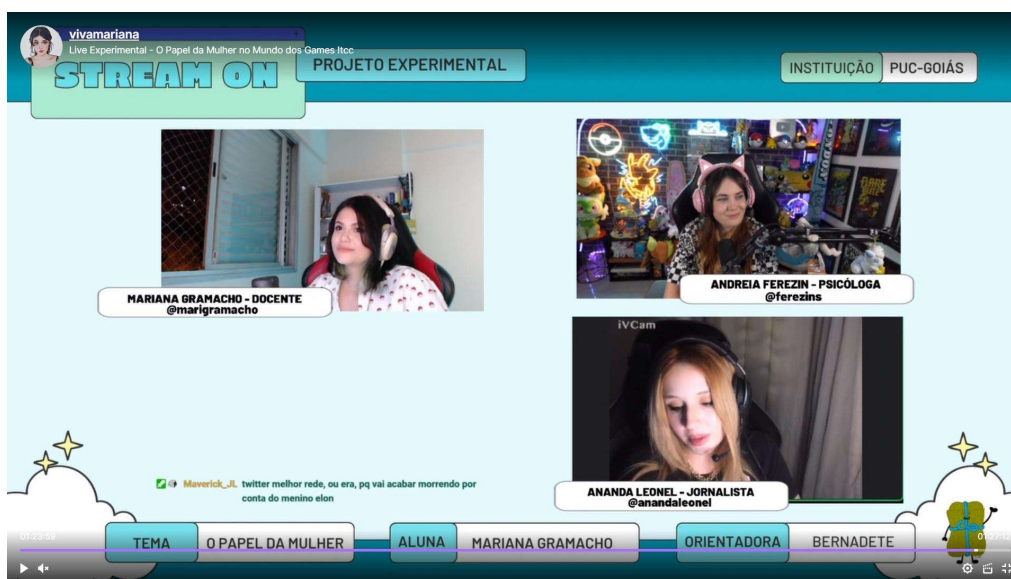 vivamariana
Live Experimental - O Papel da Mulher no Mundo dos Games !tcc
STREAM ON
PROJETO EXPERIMENTAL
INSTITUIÇÃO
PUC-GOIÁS
MARIANA GRAMACHO - DOCENTE
@marigramacho
ANDREIA FEREZIN - PSICÓLOGA
@ferezins
iVCam
ANANDA LEONEL - JORNALISTA
@anandaleonel
Maverick_JL twitter melhor rede, ou era, pq vai acabar morrendo por
conta do menino elon
TEMA
O PAPEL DA MULHER
ALUNA
MARIANA GRAMACHO
ORIENTADORA
BERNADETE